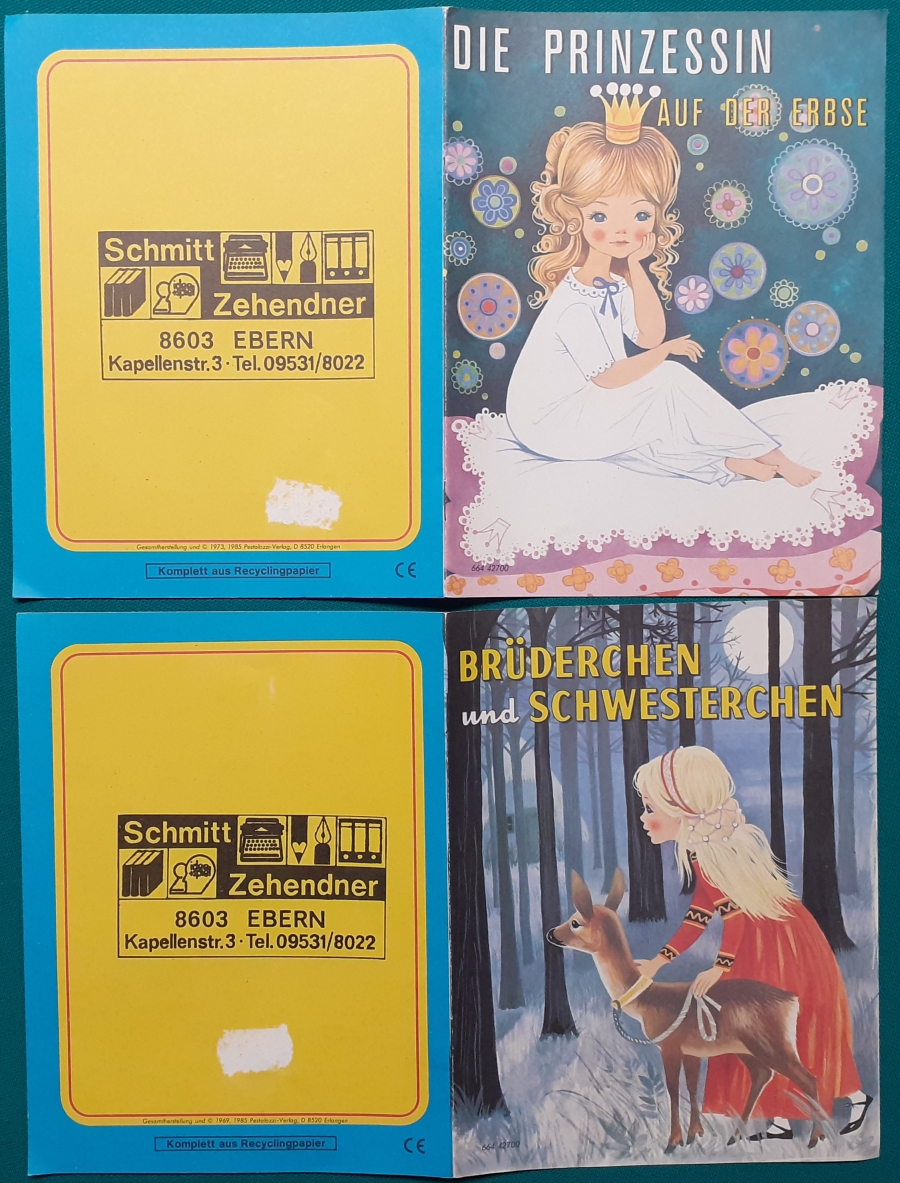 Schmitt
Zehendner
8603 EBERN
Kapellenstr.3 · Tel. 09531/8022
Gesamtherstellung und © 1973, 1985 Pestalozzi-Verlag, D 8520 Erlangen
Komplett aus Recyclingpapier
CE
DIE PRINZESSIN
AUF DER ERBSE
664 42700
Schmitt
Zehendner
8603 EBERN
Kapellenstr.3 · Tel. 09531/8022
Gesamtherstellung und © 1969, 1985 Pestalozzi-Verlag, D 8520 Erlangen
Komplett aus Recyclingpapier
CE
BRÜDERCHEN
und SCHWESTERCHEN
664 42700